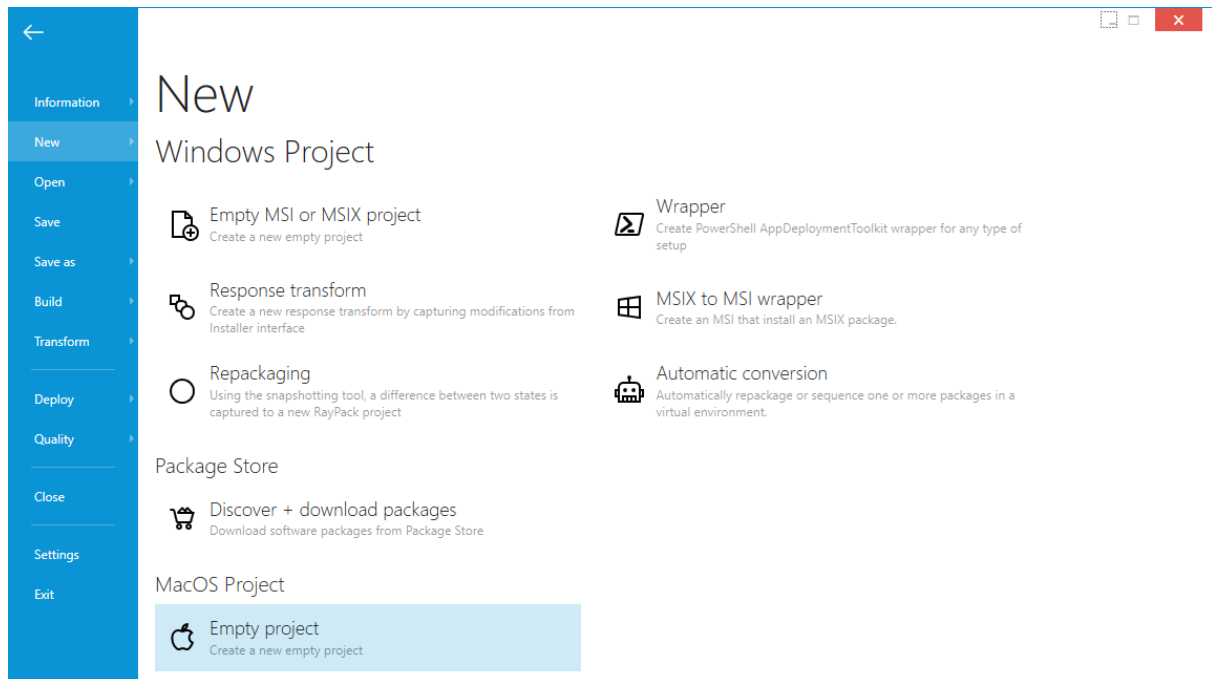 Information
New
Open
Save
Save as
Build
Transform
Deploy
Quality
Close
Settings
Exit
New
Windows Project
Empty MSI or MSIX project
Create a new empty project
Response transform
Create a new response transform by capturing modifications from
Installer interface
Repackaging
Using the snapshotting tool, a difference between two states is
captured to a new RayPack project
Wrapper
Create PowerShell AppDeploymentToolkit wrapper for any type of
setup
MSIX to MSI wrapper
Create an MSI that install an MSIX package.
Automatic conversion
Automatically repackage or sequence one or more packages in a
virtual environment.
Package Store
Discover + download packages
Download software packages from Package Store
MacOS Project
Empty project
Create a new empty project